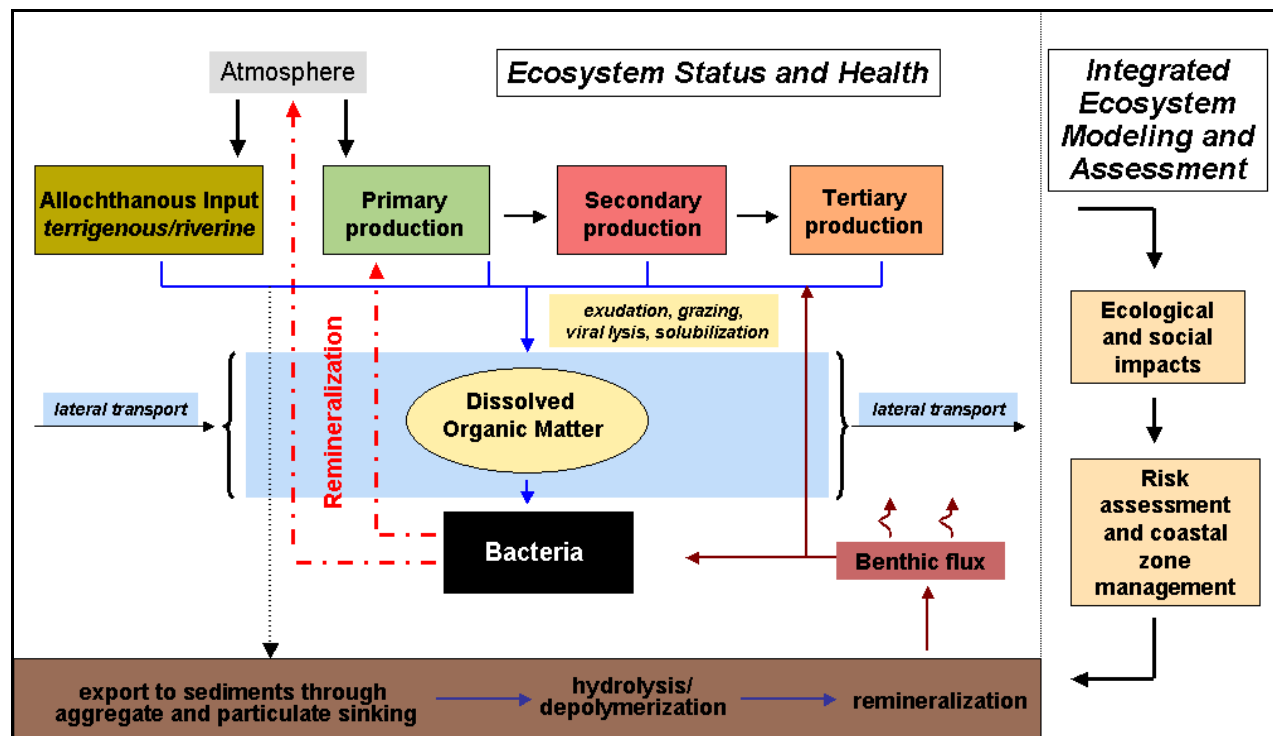 Atmosphere
Ecosystem Status and Health
Integrated
Ecosystem
Modeling and
Assessment
Allochthanous Input
terrigenous/riverine
Primary
production
Secondary
production
Tertiary
production
exudation, grazing,
viral lysis, solubilization
Remineralization
lateral transport
Dissolved
Organic Matter
lateral transport
Bacteria
Benthic flux
export to sediments through
aggregate and particulate sinking
hydrolysis/
depolymerization
remineralization
Ecological
and social
impacts
Risk
assessment
and coastal
zone
management